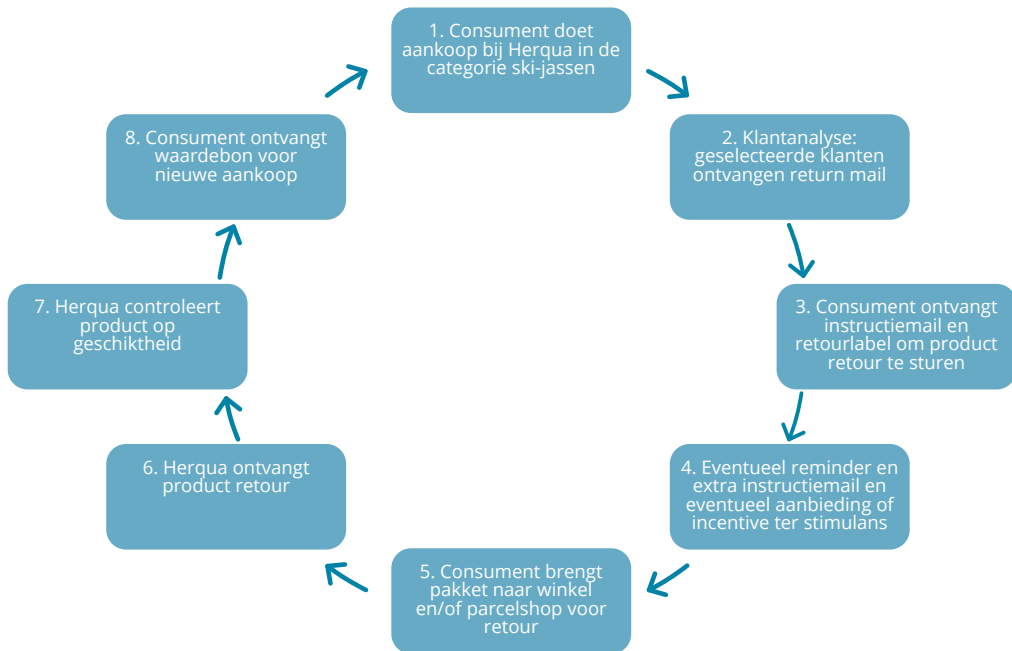 1. Consument doet
aankoop bij Herqua in de
categorie ski-jassen
2. Klantanalyse:
geselecteerde klanten
ontvangen return mail
3. Consument ontvangt
instructiemail en
retourlabel om product
retour te sturen
4. Eventueel reminder en
extra instructiemail en
eventueel aanbieding of
incentive ter stimulans
5. Consument brengt
pakket naar winkel
en/of parcelshop voor
retour
6. Herqua ontvangt
product retour
7. Herqua controleert
product op
geschiktheid
8. Consument ontvangt
waardebon voor
nieuwe aankoop